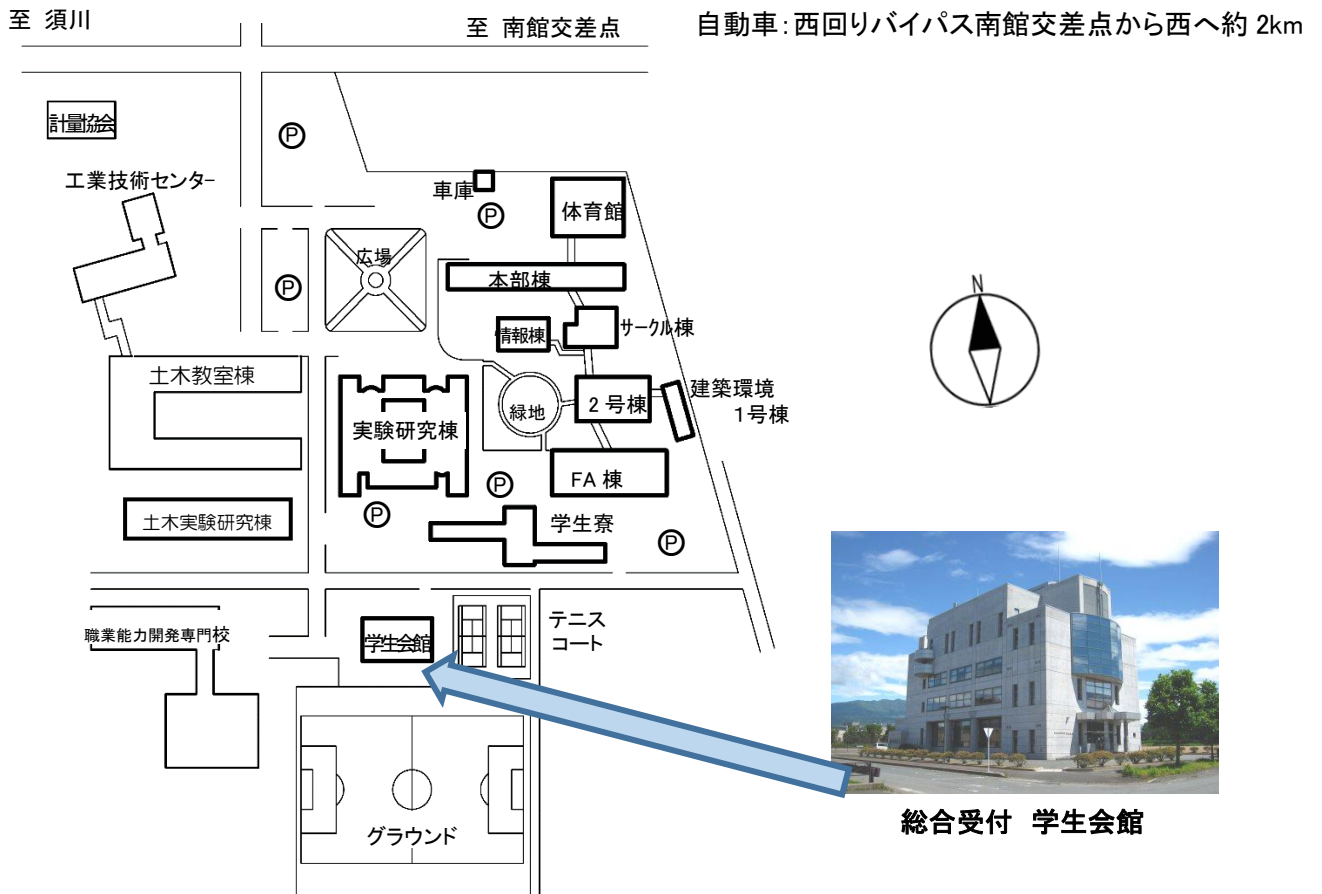 至 須川
至 南館交差点
自動車：西回りバイパス南館交差点から西へ約 2km
計量協会
P
工業技術センター
車庫
P
体育館
広場
P
本部棟
N
情報棟
サークル棟
土木教室棟
緑地
2号棟
建築環境
1号棟
実験研究棟
FA 棟
P
P
土木実験研究棟
学生寮
P
職業能力開発専門校
学生会館
テニス
コート
グラウンド
総合受付 学生会館